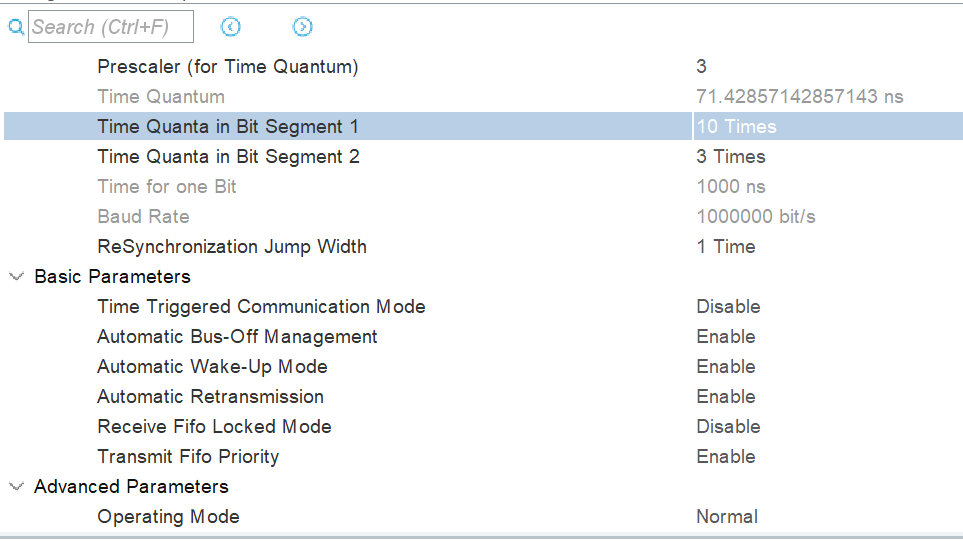 Search (Ctrl+F)
Prescaler (for Time Quantum) 3
Time Quantum 71.42857142857143 ns
Time Quanta in Bit Segment 1 10 Times
Time Quanta in Bit Segment 2 3 Times
Time for one Bit 1000 ns
Baud Rate 1000000 bit/s
ReSynchronization Jump Width 1 Time
Basic Parameters
Time Triggered Communication Mode Disable
Automatic Bus-Off Management Enable
Automatic Wake-Up Mode Enable
Automatic Retransmission Enable
Receive Fifo Locked Mode Disable
Transmit Fifo Priority Enable
Advanced Parameters
Operating Mode Normal